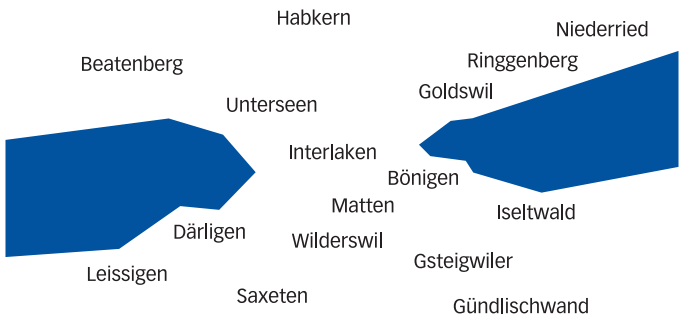 Habkern
Niederried
Beatenberg
Ringgenberg
Goldswil
Unterseen
Interlaken
Bönigen
Matten
Iseltwald
Därligen
Wilderswil
Gsteigwiler
Leissigen
Saxeten
Gündlischwand